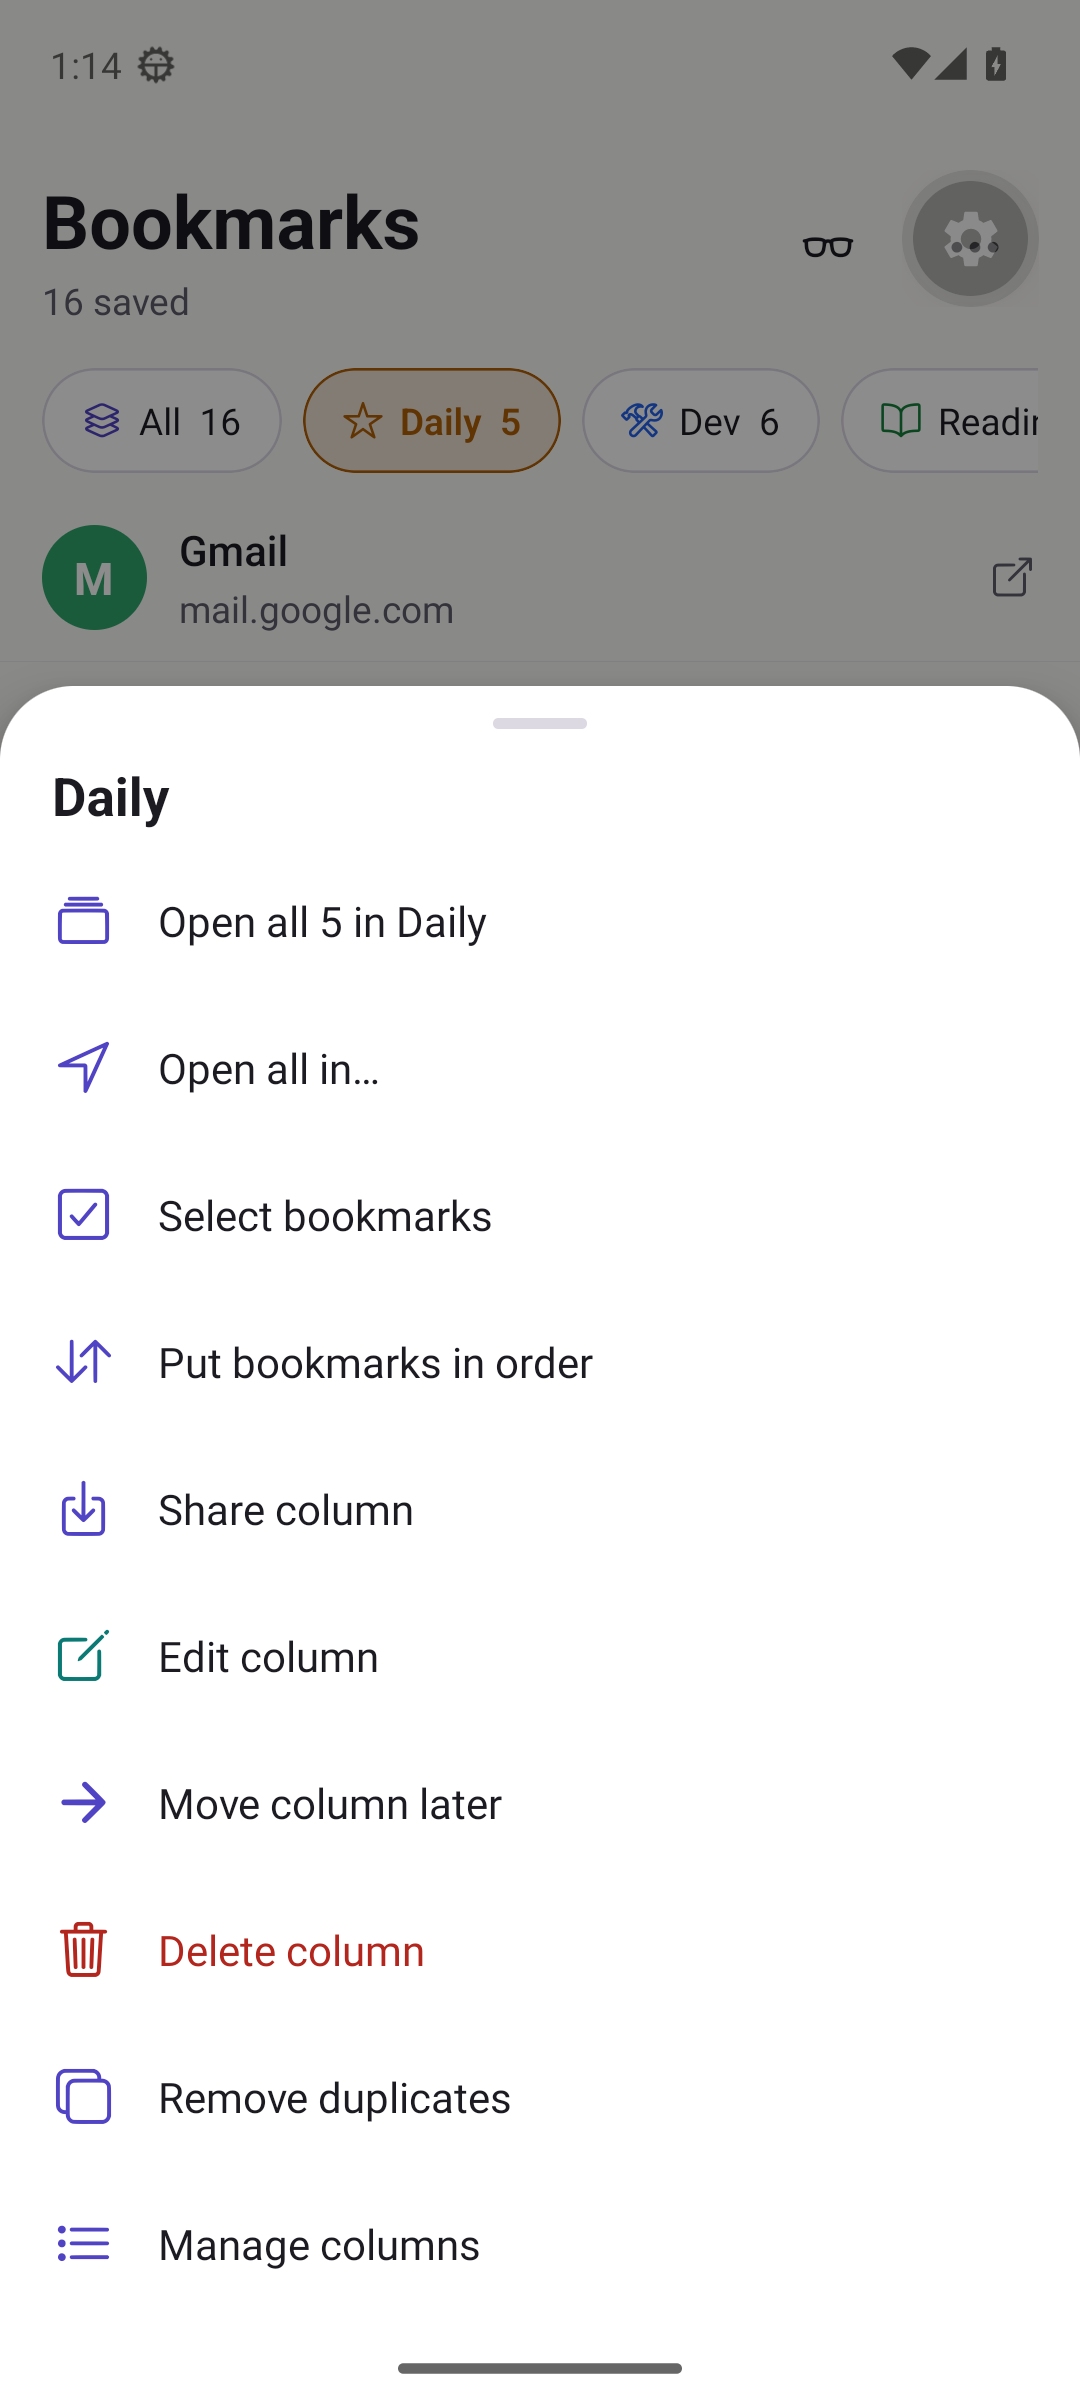 1:14
Bookmarks
16 saved
All 16
Daily 5
Dev 6
Readin
M
Gmail
mail.google.com
Daily
Open all 5 in Daily
Open all in...
Select bookmarks
Put bookmarks in order
Share column
Edit column
Move column later
Delete column
Remove duplicates
Manage columns